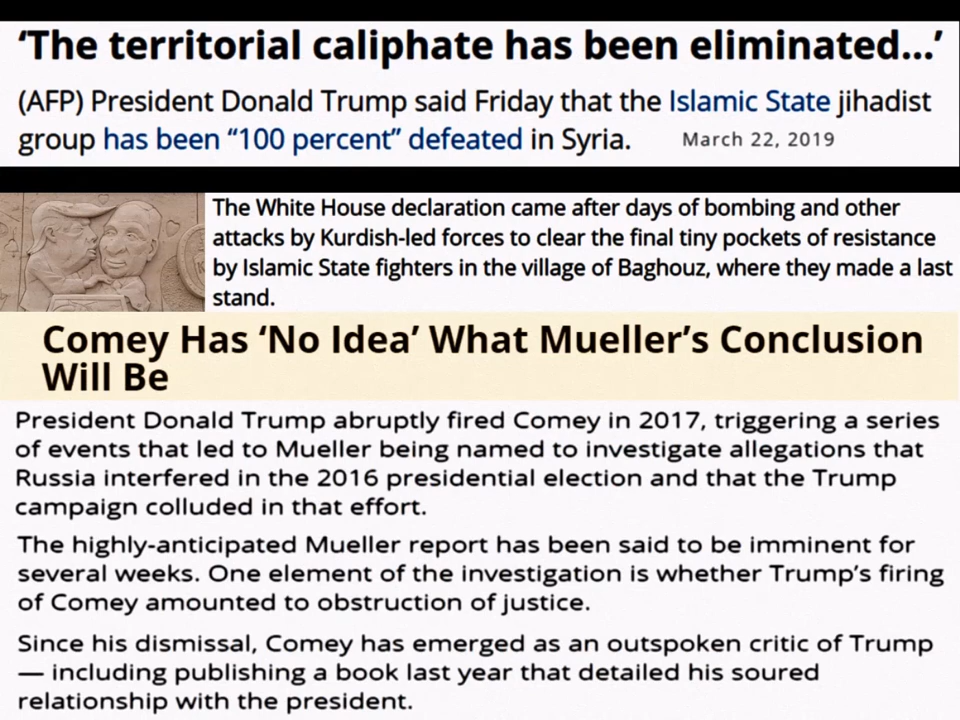 ‘The territorial caliphate has been eliminated...’
(AFP) President Donald Trump said Friday that the Islamic State jihadist
group has been “100 percent” defeated in Syria. March 22, 2019
The White House declaration came after days of bombing and other
attacks by Kurdish-led forces to clear the final tiny pockets of resistance
by Islamic State fighters in the village of Baghouz, where they made a last
stand.
Comey Has ‘No Idea’ What Mueller’s Conclusion
Will Be
President Donald Trump abruptly fired Comey in 2017, triggering a series
of events that led to Mueller being named to investigate allegations that
Russia interfered in the 2016 presidential election and that the Trump
campaign colluded in that effort.
The highly-anticipated Mueller report has been said to be imminent for
several weeks. One element of the investigation is whether Trump’s firing
of Comey amounted to obstruction of justice.
Since his dismissal, Comey has emerged as an outspoken critic of Trump
— including publishing a book last year that detailed his soured
relationship with the president.